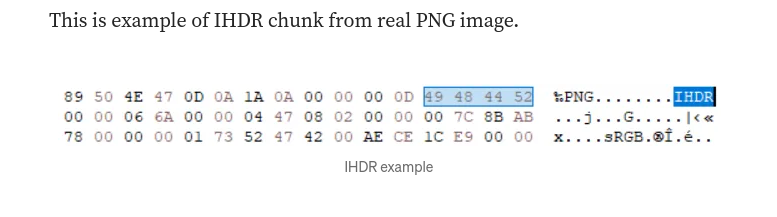 This is example of IHDR chunk from real PNG image.
89 50 4E 47 0D 0A 1A 0A 00 00 00 0D 49 48 44 52 ‰PNG........IHDR
00 00 06 6A 00 00 04 47 08 02 00 00 00 7C 8B AB ...j...G.....|‹«
78 00 00 00 01 73 52 47 42 00 AE CE 1C E9 00 00 x....sRGB.®Î.é..
IHDR example